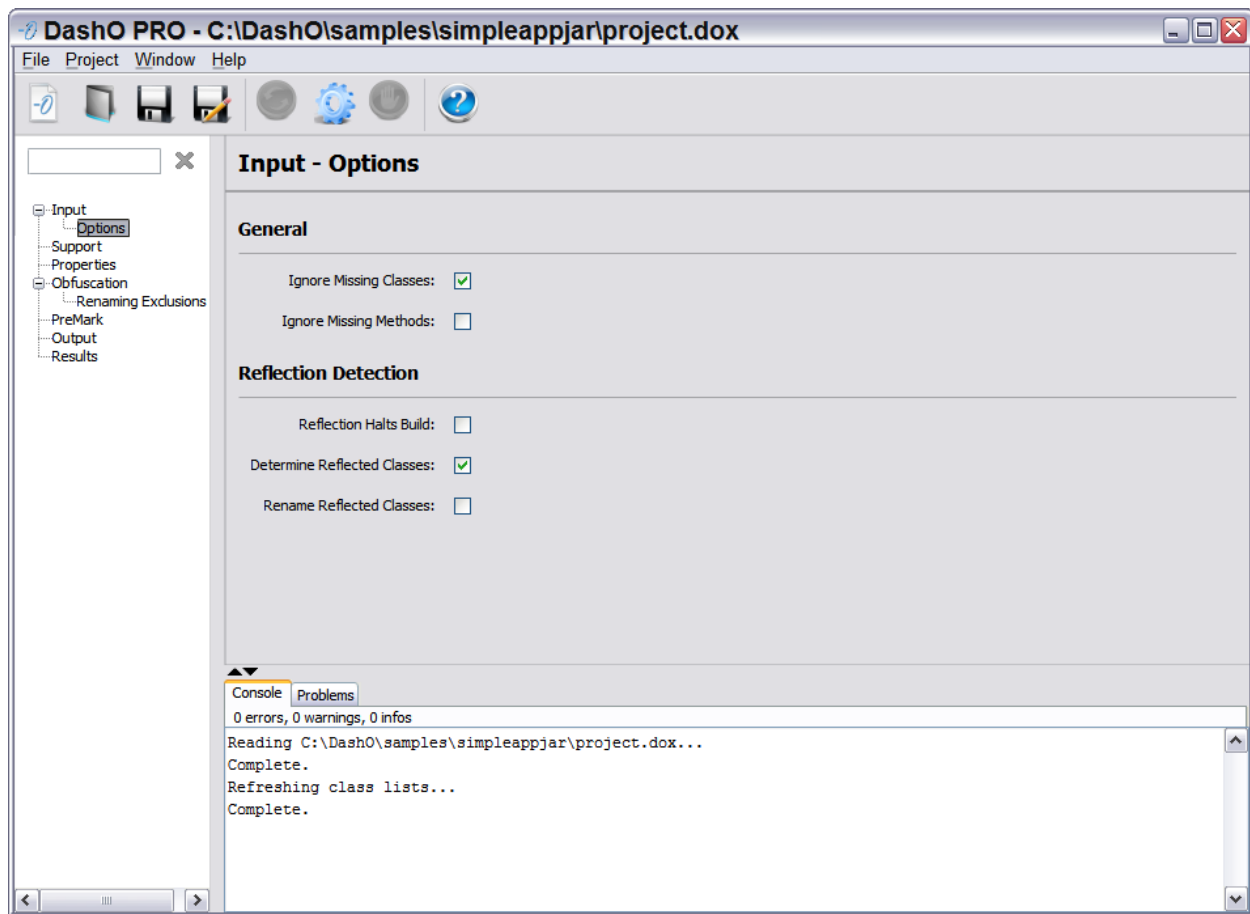 DashO PRO - C:\DashO\samples\simpleappjar\project.dox
File Project Window Help
Input - Options
Input
Options
Support
Properties
Obfuscation
Renaming Exclusions
PreMark
Output
Results
General
Ignore Missing Classes:
Ignore Missing Methods:
Reflection Detection
Reflection Halts Build:
Determine Reflected Classes:
Rename Reflected Classes:
Console Problems
0 errors, 0 warnings, 0 infos
Reading C:\DashO\samples\simpleappjar\project.dox...
Complete.
Refreshing class lists...
Complete.